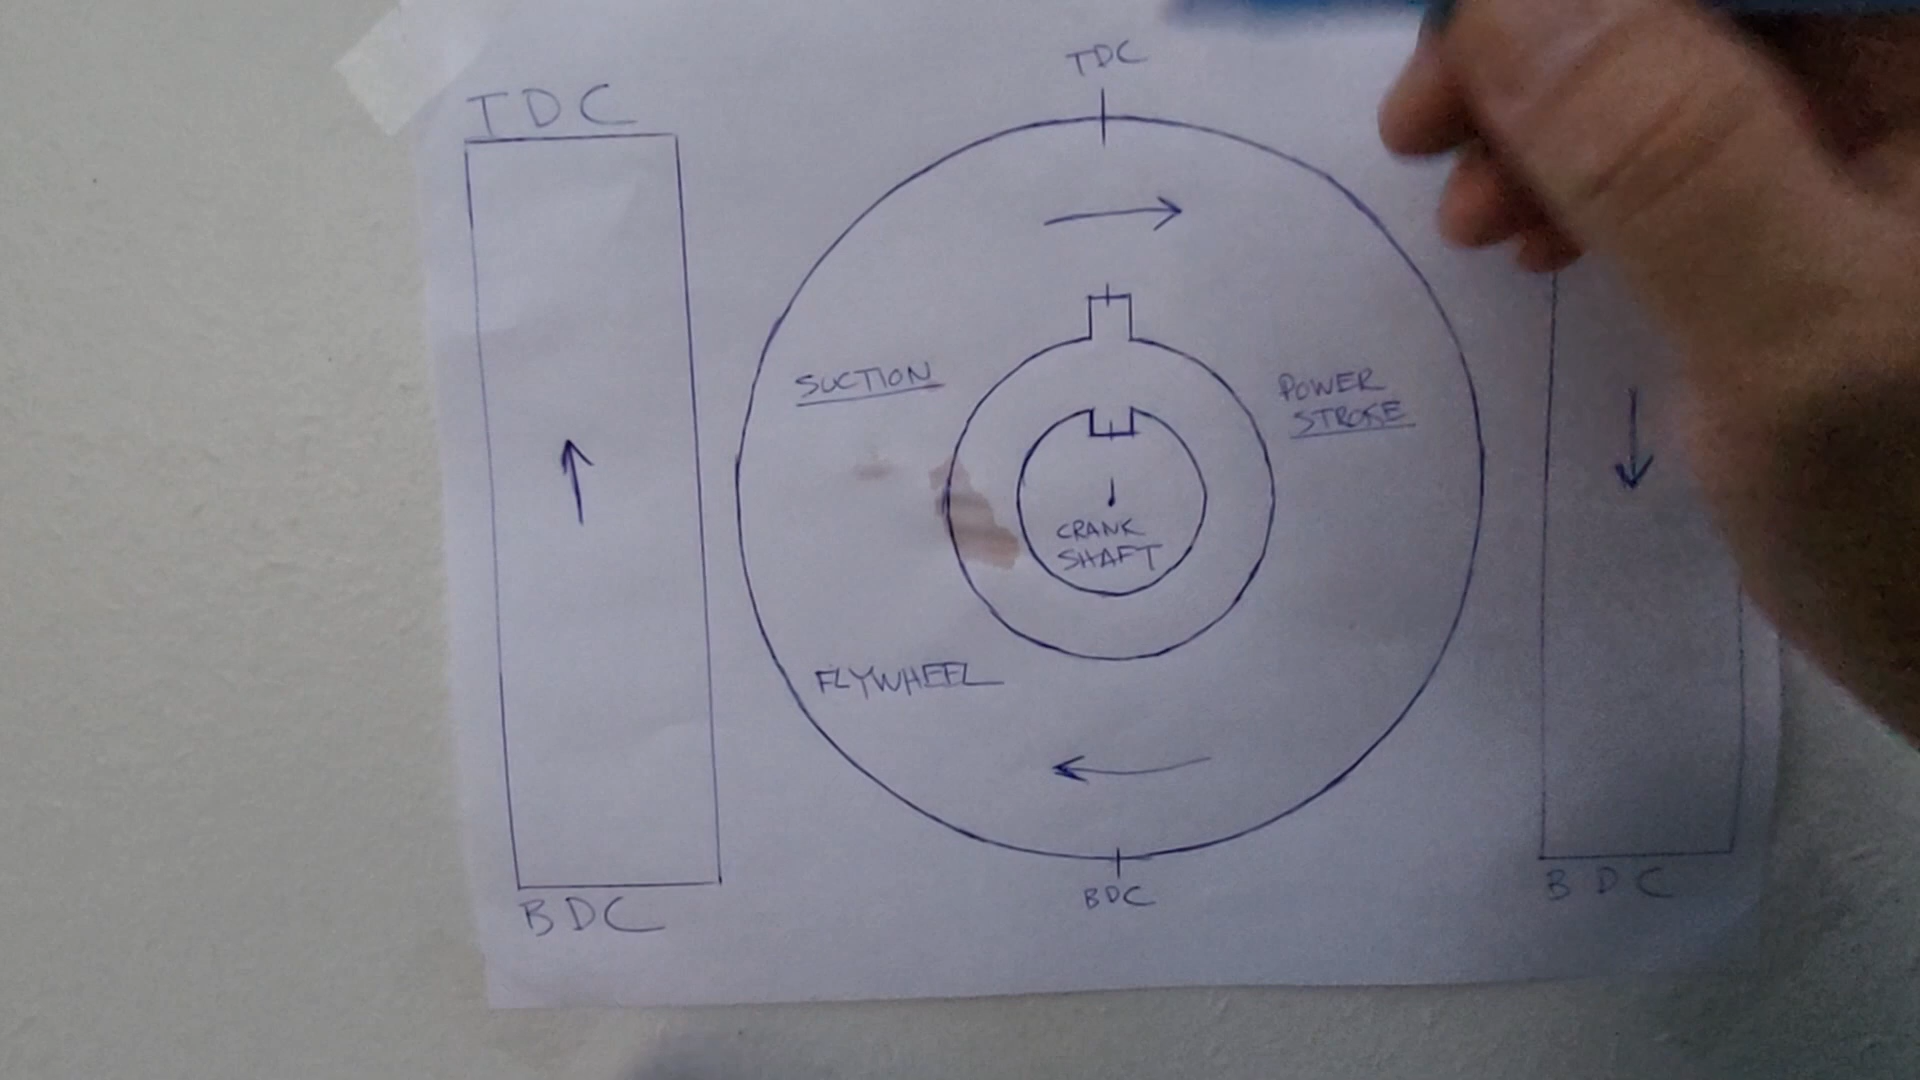 TDC
TDC
SUCTION
POWER
STROKE
CRANK
SHAFT
FLYWHEEL
BDC
BDC
BDC